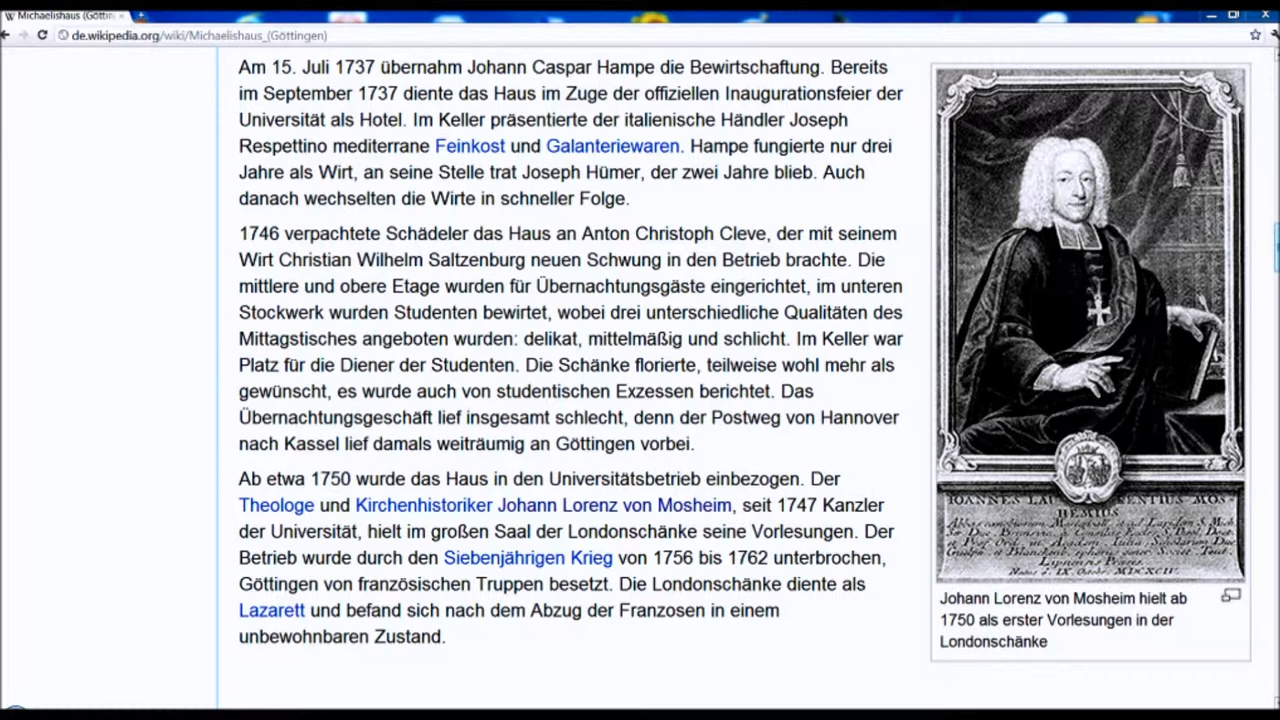 Michaelishaus (Götting
de.wikipedia.org/wiki/Michaelishaus_(Göttingen)
Am 15. Juli 1737 übernahm Johann Caspar Hampe die Bewirtschaftung. Bereits
im September 1737 diente das Haus im Zuge der offiziellen Inaugurationsfeier der
Universität als Hotel. Im Keller präsentierte der italienische Händler Joseph
Respettino mediterrane Feinkost und Galanteriewaren. Hampe fungierte nur drei
Jahre als Wirt, an seine Stelle trat Joseph Hümer, der zwei Jahre blieb. Auch
danach wechselten die Wirte in schneller Folge.
1746 verpachtete Schädeler das Haus an Anton Christoph Cleve, der mit seinem
Wirt Christian Wilhelm Saltzenburg neuen Schwung in den Betrieb brachte. Die
mittlere und obere Etage wurden für Übernachtungsgäste eingerichtet, im unteren
Stockwerk wurden Studenten bewirtet, wobei drei unterschiedliche Qualitäten des
Mittagstisches angeboten wurden: delikat, mittelmäßig und schlicht. Im Keller war
Platz für die Diener der Studenten. Die Schänke florierte, teilweise wohl mehr als
gewünscht, es wurde auch von studentischen Exzessen berichtet. Das
Übernachtungsgeschäft lief insgesamt schlecht, denn der Postweg von Hannover
nach Kassel lief damals weiträumig an Göttingen vorbei.
Ab etwa 1750 wurde das Haus in den Universitätsbetrieb einbezogen. Der
Theologe und Kirchenhistoriker Johann Lorenz von Mosheim, seit 1747 Kanzler
der Universität, hielt im großen Saal der Londonschänke seine Vorlesungen. Der
Betrieb wurde durch den Siebenjährigen Krieg von 1756 bis 1762 unterbrochen,
Göttingen von französischen Truppen besetzt. Die Londonschänke diente als
Lazarett und befand sich nach dem Abzug der Franzosen in einem
unbewohnbaren Zustand.
IOANNES LAU ENTIUS MOS-
HEMIUS
Johann Lorenz von Mosheim hielt ab
1750 als erster Vorlesungen in der
Londonschänke